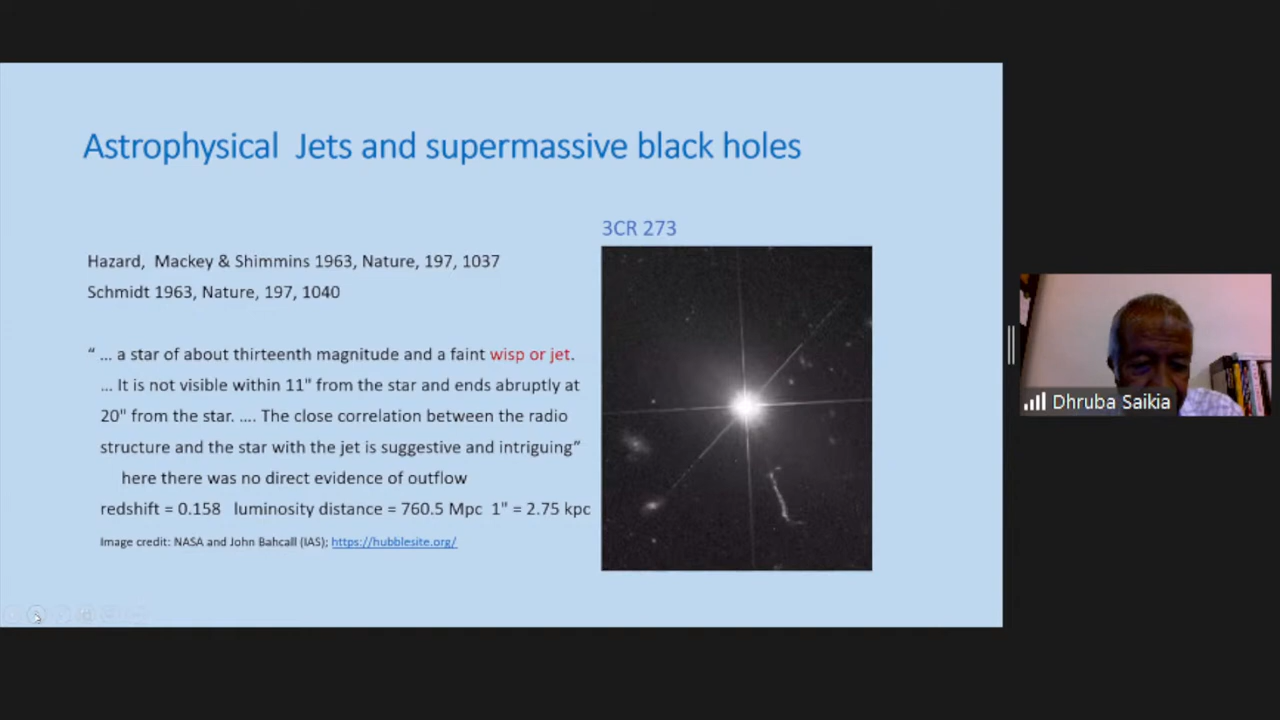 Astrophysical Jets and supermassive black holes
3CR 273
Hazard, Mackey & Shimmins 1963, Nature, 197, 1037
Schmidt 1963, Nature, 197, 1040
“ ... a star of about thirteenth magnitude and a faint wisp or jet.
... It is not visible within 11" from the star and ends abruptly at
20" from the star. .... The close correlation between the radio
structure and the star with the jet is suggestive and intriguing”
here there was no direct evidence of outflow
redshift = 0.158 luminosity distance = 760.5 Mpc 1" = 2.75 kpc
Image credit: NASA and John Bahcall (IAS); https://hubblesite.org/
Dhruba Saikia